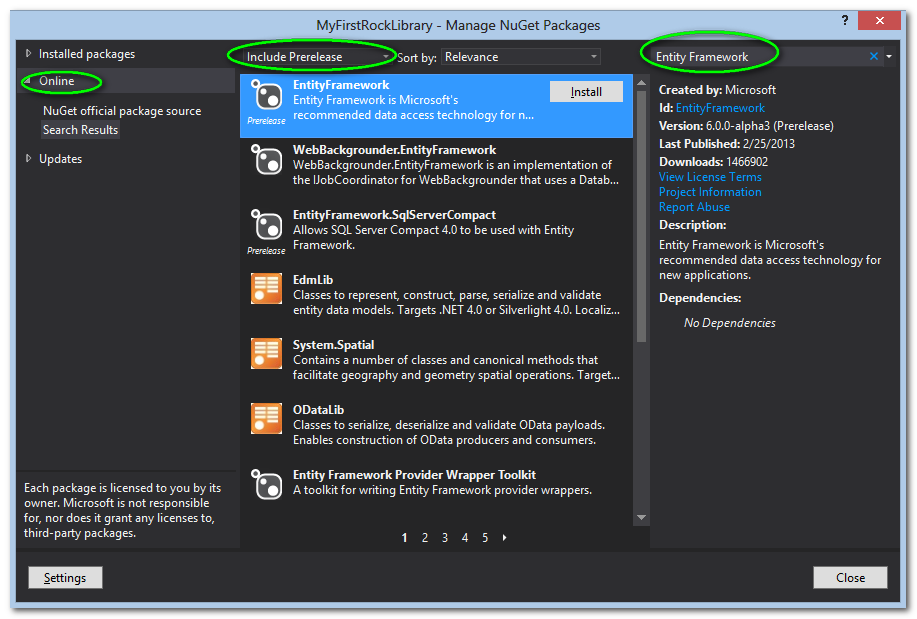 MyFirstRockLibrary - Manage NuGet Packages
?
Installed packages
Online
NuGet official package source
Search Results
Updates
Each package is licensed to you by its
owner. Microsoft is not responsible
for, nor does it grant any licenses to,
third-party packages.
Settings
Include Prerelease
Sort by: Relevance
EntityFramework
Entity Framework is Microsoft's
recommended data access technology for n...
Prerelease
Install
WebBackgrounder.EntityFramework
WebBackgrounder.EntityFramework is an implementation of
the IJobCoordinator for WebBackgrounder that uses a Datab...
EntityFramework.SqlServerCompact
Allows SQL Server Compact 4.0 to be used with Entity
Framework.
Prerelease
EdmLib
Classes to represent, construct, parse, serialize and validate
entity data models. Targets .NET 4.0 or Silverlight 4.0. Localiz...
System.Spatial
Contains a number of classes and canonical methods that
facilitate geography and geometry spatial operations. Target...
ODataLib
Classes to serialize, deserialize and validate OData payloads.
Enables construction of OData producers and consumers.
Entity Framework Provider Wrapper Toolkit
A toolkit for writing Entity Framework provider wrappers.
1 2 3 4 5
Entity Framework
Created by: Microsoft
Id: EntityFramework
Version: 6.0.0-alpha3 (Prerelease)
Last Published: 2/25/2013
Downloads: 1466902
View License Terms
Project Information
Report Abuse
Description:
Entity Framework is Microsoft's
recommended data access technology for
new applications.
Dependencies:
No Dependencies
Close